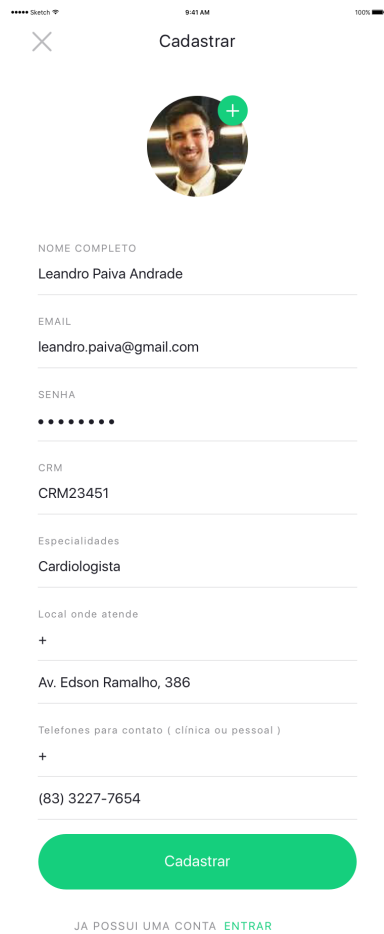 Sketch 9:41 AM 100%
Cadastrar
+
NOME COMPLETO
Leandro Paiva Andrade
EMAIL
leandro.paiva@gmail.com
SENHA
••••••••
CRM
CRM23451
Especialidades
Cardiologista
Local onde atende
+
Av. Edson Ramalho, 386
Telefones para contato ( clínica ou pessoal )
+
(83) 3227-7654
Cadastrar
JA POSSUI UMA CONTA ENTRAR